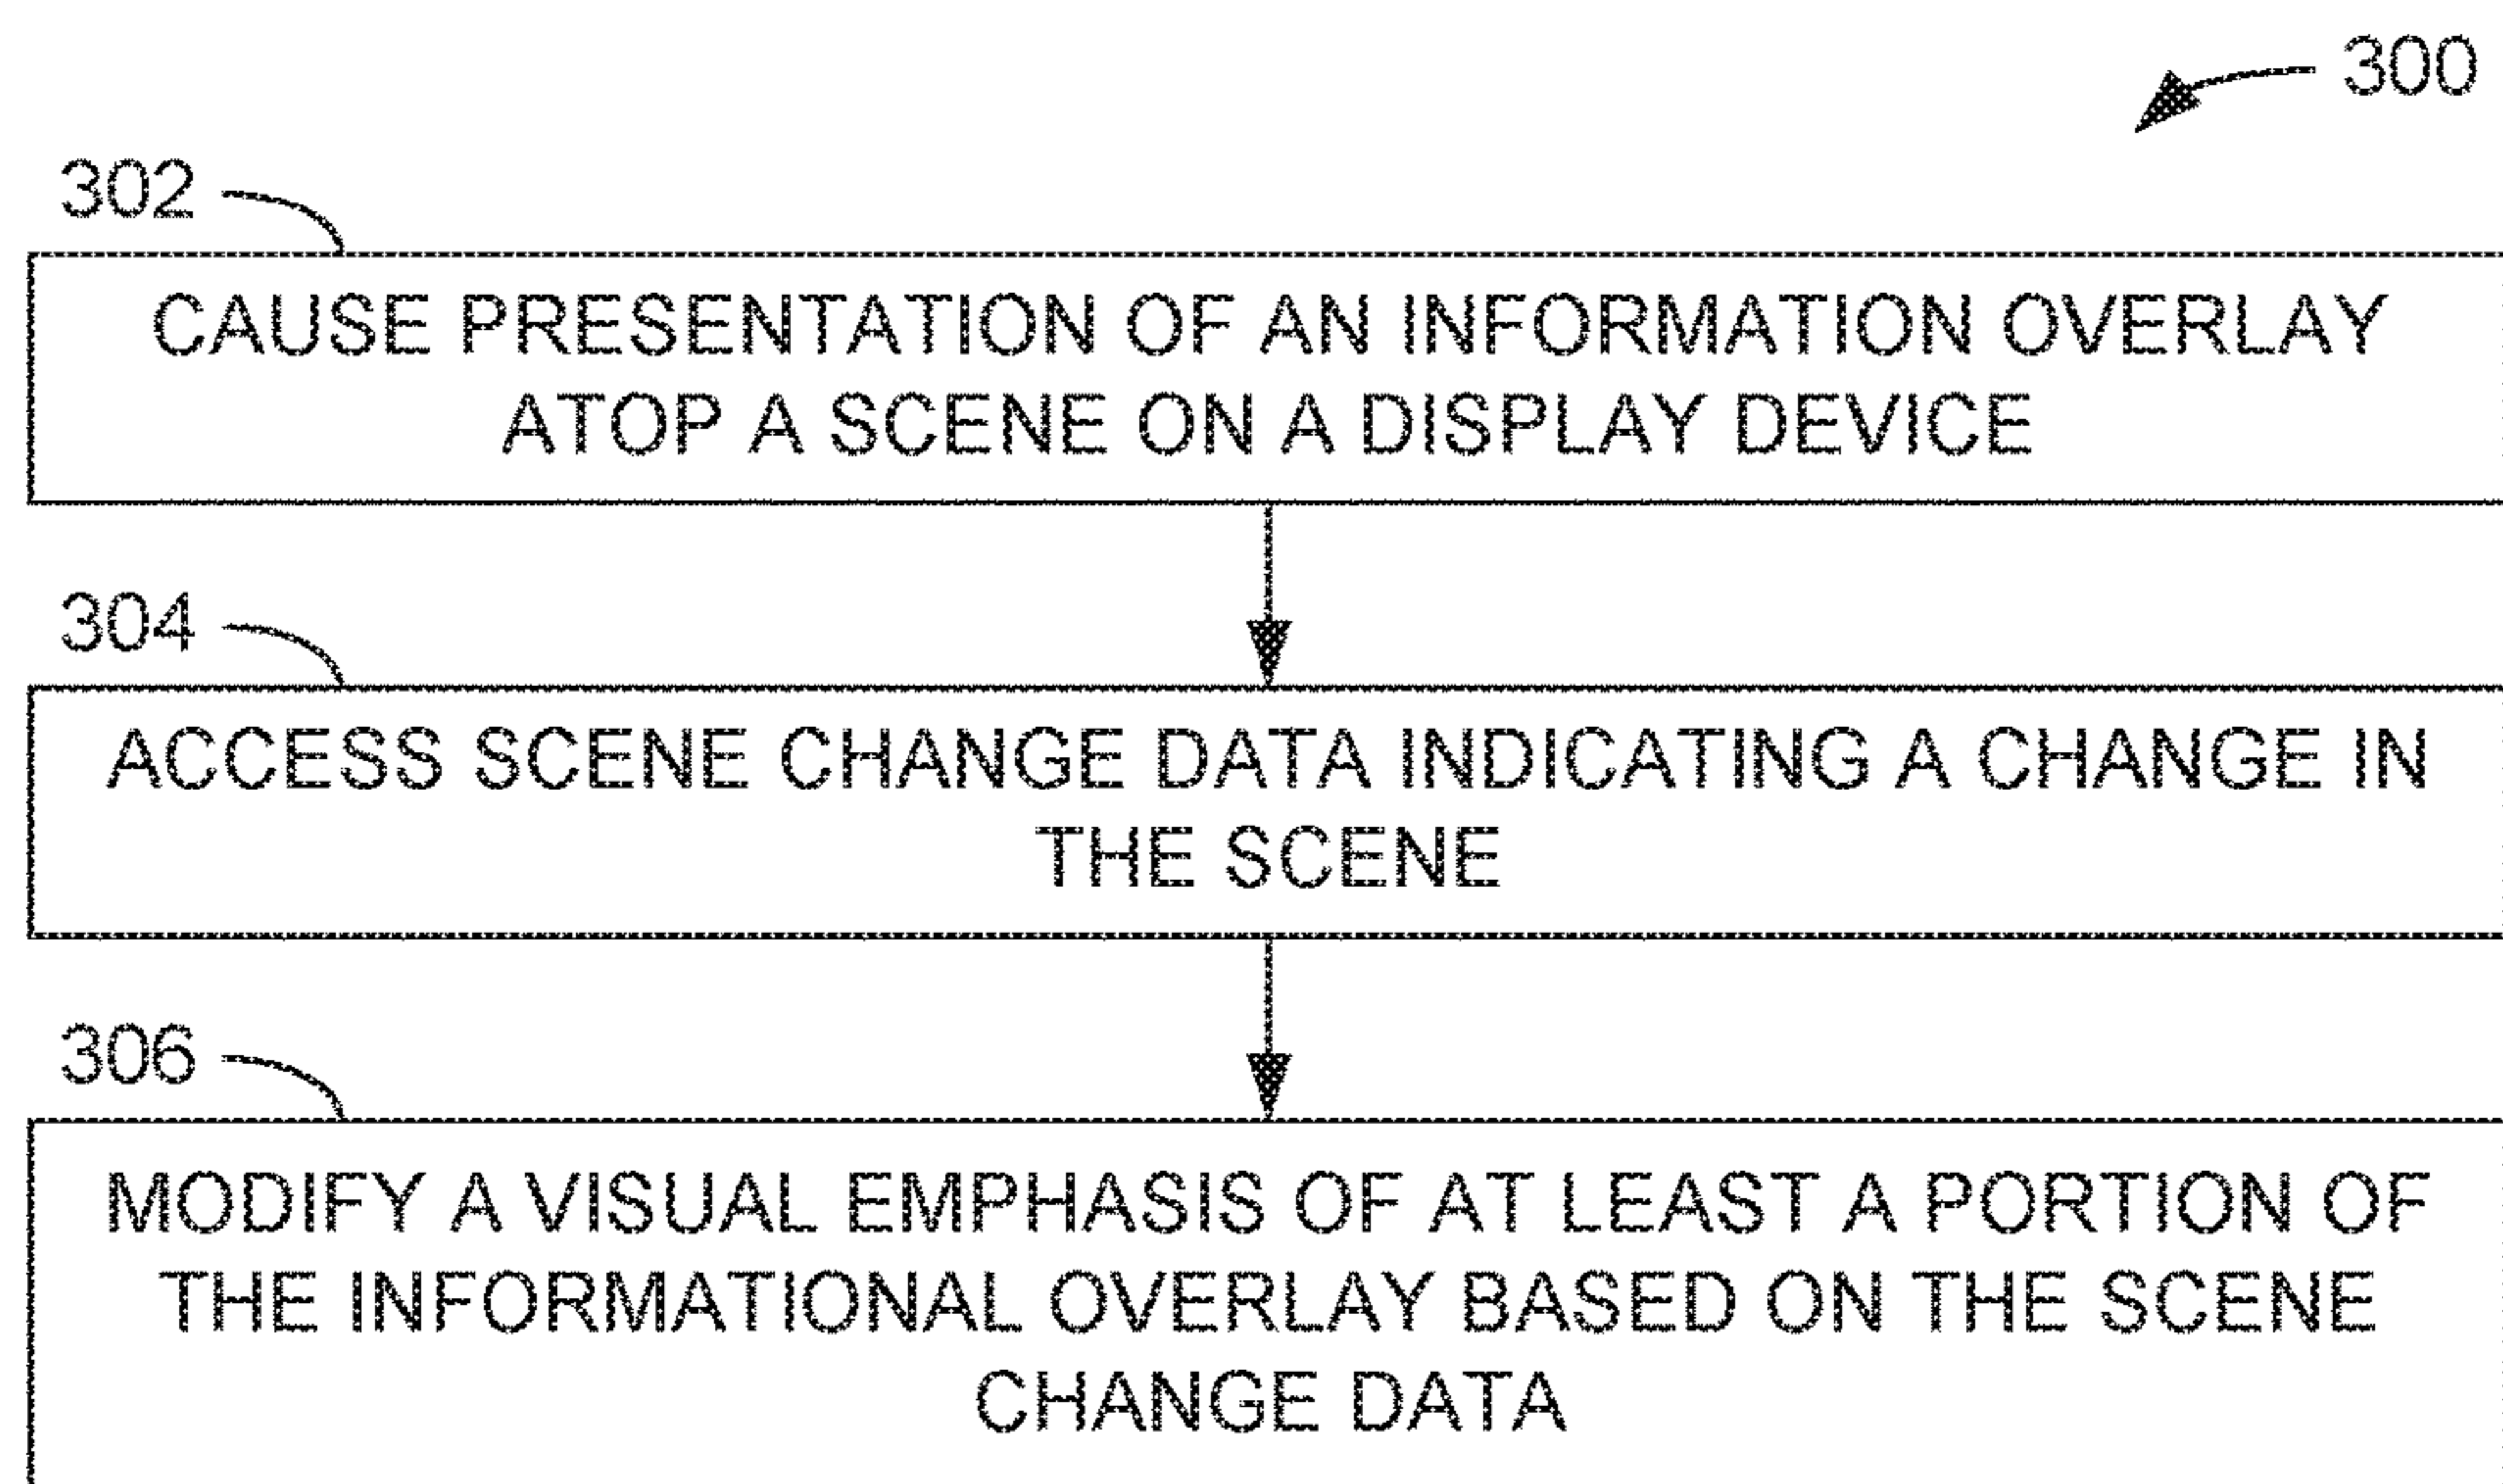 300
302
CAUSE PRESENTATION OF AN INFORMATION OVERLAY
ATOP A SCENE ON A DISPLAY DEVICE
304
ACCESS SCENE CHANGE DATA INDICATING A CHANGE IN
THE SCENE
306
MODIFY A VISUAL EMPHASIS OF AT LEAST A PORTION OF
THE INFORMATIONAL OVERLAY BASED ON THE SCENE
CHANGE DATA